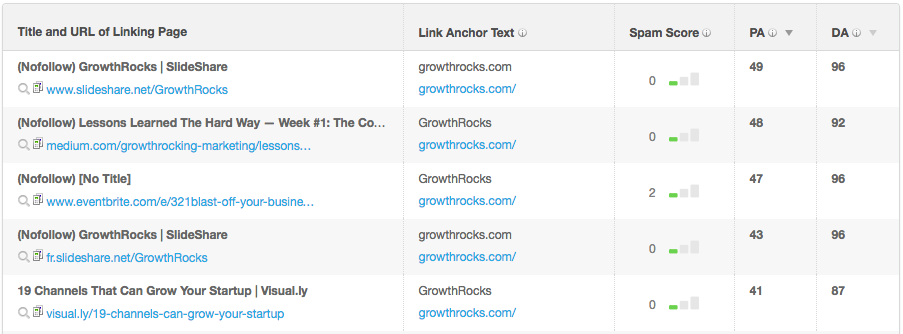 Title and URL of Linking Page Link Anchor Text Spam Score PA DA
(Nofollow) GrowthRocks | SlideShare growthrocks.com 0 49 96
www.slideshare.net/GrowthRocks growthrocks.com/
(Nofollow) Lessons Learned The Hard Way — Week #1: The Co... GrowthRocks 0 48 92
medium.com/growthrocking-marketing/lessons... growthrocks.com/
(Nofollow) [No Title] GrowthRocks 2 47 96
www.eventbrite.com/e/321blast-off-your-busine... growthrocks.com/
(Nofollow) GrowthRocks | SlideShare growthrocks.com 0 43 96
fr.slideshare.net/GrowthRocks growthrocks.com/
19 Channels That Can Grow Your Startup | Visual.ly GrowthRocks 0 41 87
visual.ly/19-channels-can-grow-your-startup growthrocks.com/